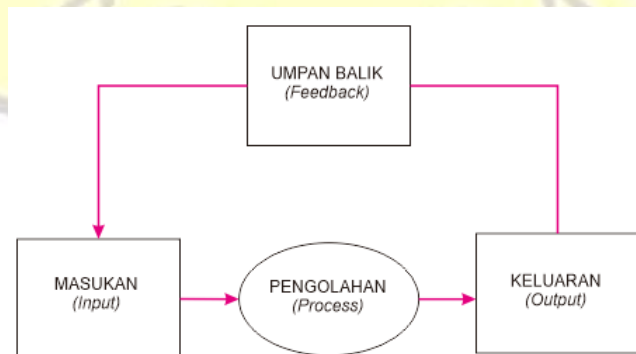 UMPAN BALIK
(Feedback)
MASUKAN
(Input)
PENGOLAHAN
(Process)
KELUARAN
(Output)